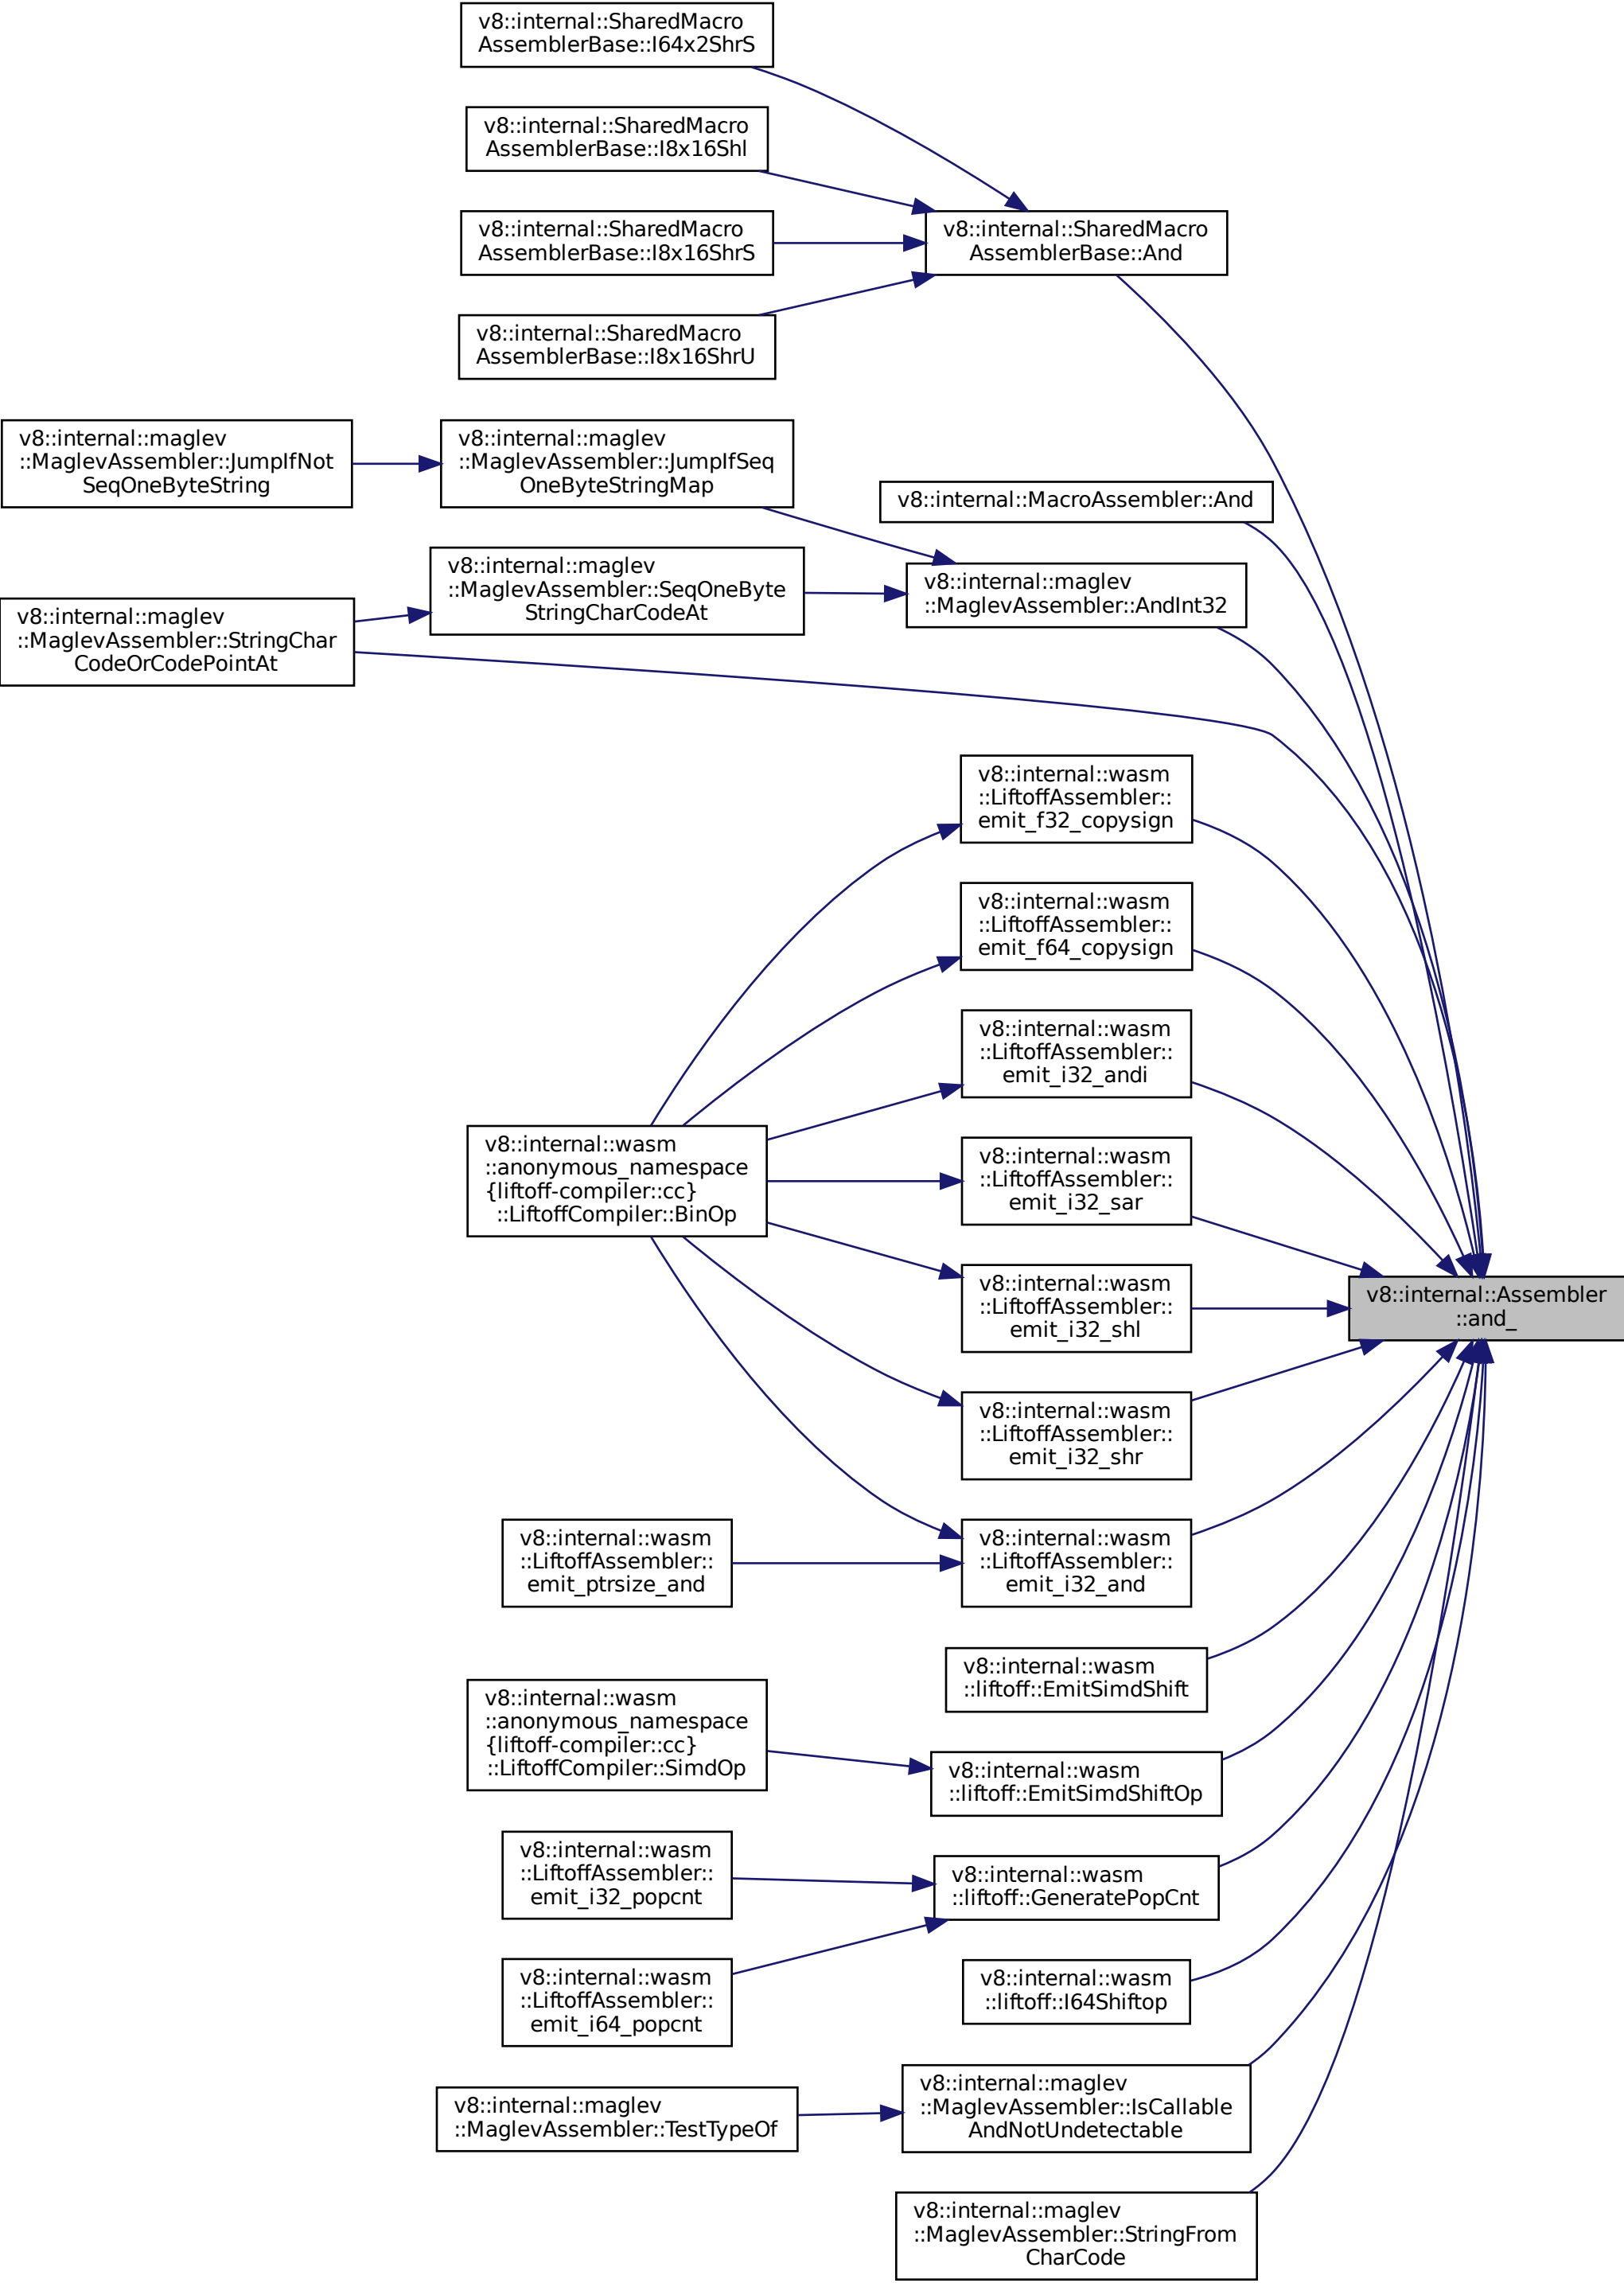 v8::internal::SharedMacro
AssemblerBase::I64x2ShrS
v8::internal::SharedMacro
AssemblerBase::I8x16Shl
v8::internal::SharedMacro
AssemblerBase::I8x16ShrS
v8::internal::SharedMacro
AssemblerBase::And
v8::internal::SharedMacro
AssemblerBase::I8x16ShrU
v8::internal::maglev
::MaglevAssembler::JumpIfNot
SeqOneByteString
v8::internal::maglev
::MaglevAssembler::JumpIfSeq
OneByteStringMap
v8::internal::MacroAssembler::And
v8::internal::maglev
::MaglevAssembler::SeqOneByte
StringCharCodeAt
v8::internal::maglev
::MaglevAssembler::AndInt32
v8::internal::maglev
::MaglevAssembler::StringChar
CodeOrCodePointAt
v8::internal::wasm
::LiftoffAssembler::
emit_f32_copysign
v8::internal::wasm
::LiftoffAssembler::
emit_f64_copysign
v8::internal::wasm
::LiftoffAssembler::
emit_i32_andi
v8::internal::wasm
::anonymous_namespace
{liftoff-compiler::cc}
::LiftoffCompiler::BinOp
v8::internal::wasm
::LiftoffAssembler::
emit_i32_sar
v8::internal::wasm
::LiftoffAssembler::
emit_i32_shl
v8::internal::Assembler
::and_
v8::internal::wasm
::LiftoffAssembler::
emit_i32_shr
v8::internal::wasm
::LiftoffAssembler::
emit_ptrsize_and
v8::internal::wasm
::LiftoffAssembler::
emit_i32_and
v8::internal::wasm
::liftoff::EmitSimdShift
v8::internal::wasm
::anonymous_namespace
{liftoff-compiler::cc}
::LiftoffCompiler::SimdOp
v8::internal::wasm
::liftoff::EmitSimdShiftOp
v8::internal::wasm
::LiftoffAssembler::
emit_i32_popcnt
v8::internal::wasm
::liftoff::GeneratePopCnt
v8::internal::wasm
::LiftoffAssembler::
emit_i64_popcnt
v8::internal::wasm
::liftoff::I64Shiftop
v8::internal::maglev
::MaglevAssembler::TestTypeOf
v8::internal::maglev
::MaglevAssembler::IsCallable
AndNotUndetectable
v8::internal::maglev
::MaglevAssembler::StringFrom
CharCode